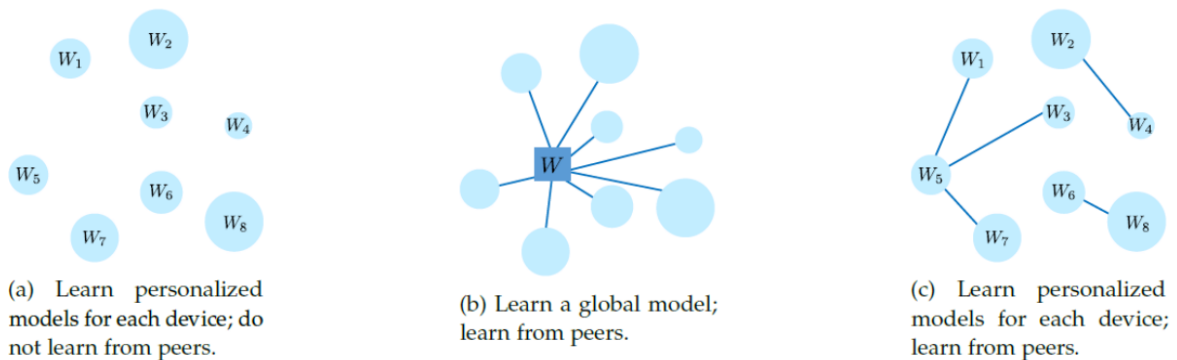 W₁
W₂
W₃
W₄
W₅
W₆
W₇
W₈
(a) Learn personalized
models for each device; do
not learn from peers.
W
(b) Learn a global model;
learn from peers.
W₁
W₂
W₃
W₄
W₅
W₆
W₇
W₈
(c) Learn personalized
models for each device;
learn from peers.